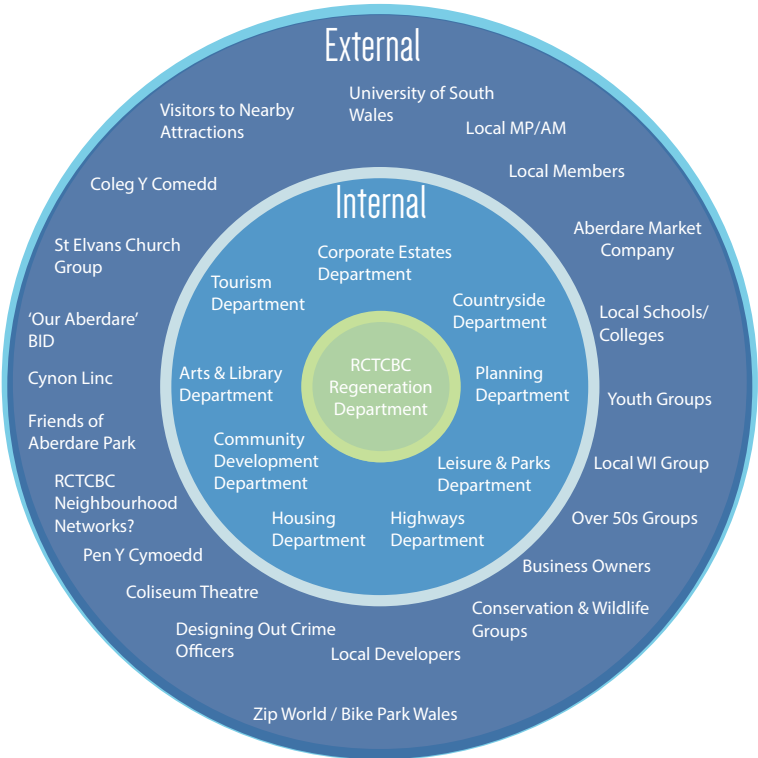 External
University of South
Wales
Visitors to Nearby
Attractions
Local MP/AM
Local Members
Coleg Y Comedd
Aberdare Market
Company
St Elvans Church
Group
Local Schools/
Colleges
‘Our Aberdare’
BID
Cynon Linc
Youth Groups
Friends of
Aberdare Park
Local WI Group
RCTCBC
Neighbourhood
Networks?
Over 50s Groups
Pen Y Cymoedd
Business Owners
Coliseum Theatre
Conservation & Wildlife
Groups
Designing Out Crime
Officers
Local Developers
Zip World / Bike Park Wales
Internal
Corporate Estates
Department
Tourism
Department
Countryside
Department
Arts & Library
Department
Planning
Department
Community
Development
Department
Leisure & Parks
Department
Housing
Department
Highways
Department
RCTCBC
Regeneration
Department